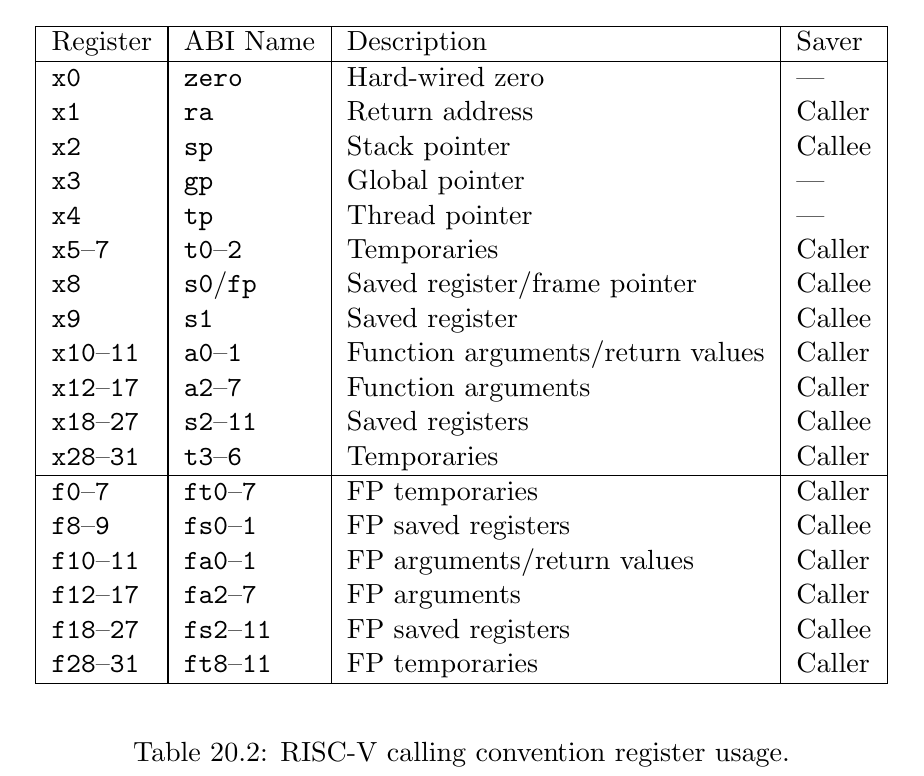 Register ABI Name Description Saver
x0 zero Hard-wired zero —
x1 ra Return address Caller
x2 sp Stack pointer Callee
x3 gp Global pointer —
x4 tp Thread pointer —
x5–7 t0–2 Temporaries Caller
x8 s0/fp Saved register/frame pointer Callee
x9 s1 Saved register Callee
x10–11 a0–1 Function arguments/return values Caller
x12–17 a2–7 Function arguments Caller
x18–27 s2–11 Saved registers Callee
x28–31 t3–6 Temporaries Caller
f0–7 ft0–7 FP temporaries Caller
f8–9 fs0–1 FP saved registers Callee
f10–11 fa0–1 FP arguments/return values Caller
f12–17 fa2–7 FP arguments Caller
f18–27 fs2–11 FP saved registers Callee
f28–31 ft8–11 FP temporaries Caller
Table 20.2: RISC-V calling convention register usage.